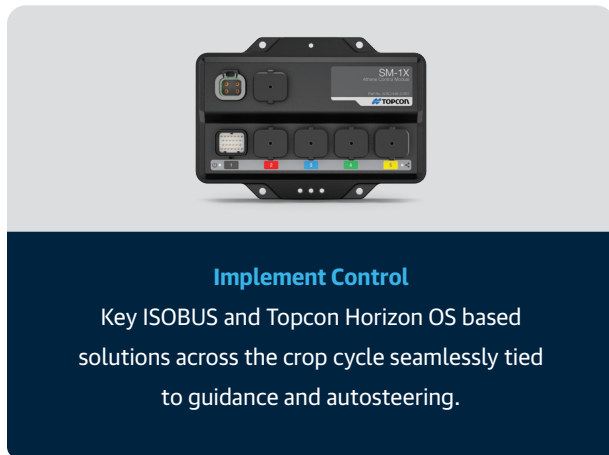 SM-1X
TOPCON
1 2 3 4 5
Implement Control
Key ISOBUS and Topcon Horizon OS based
solutions across the crop cycle seamlessly tied
to guidance and autosteering.